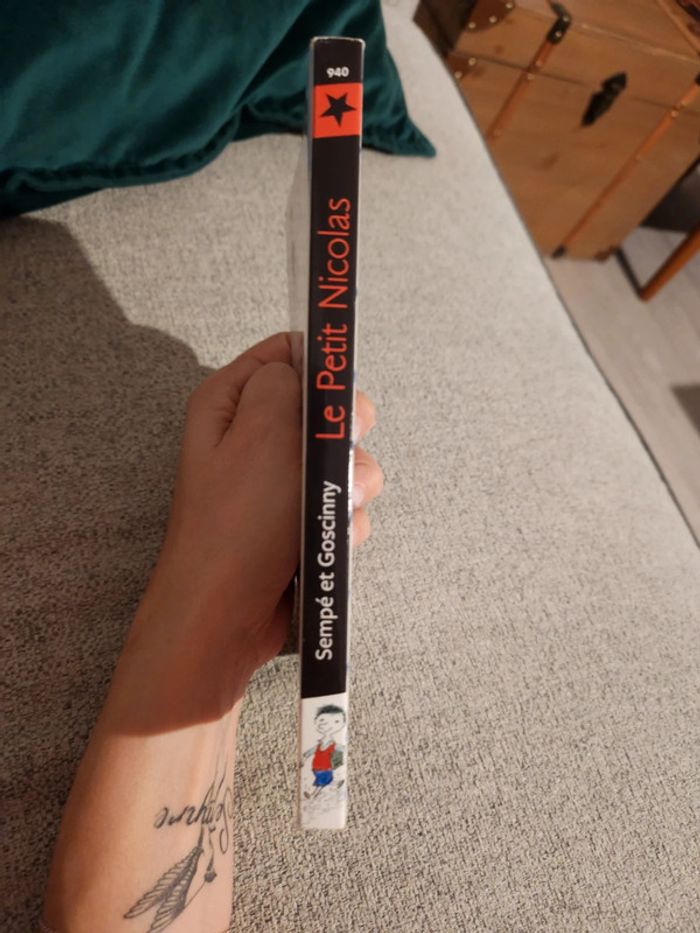 940
Le Petit Nicolas
Sempé et Goscinny